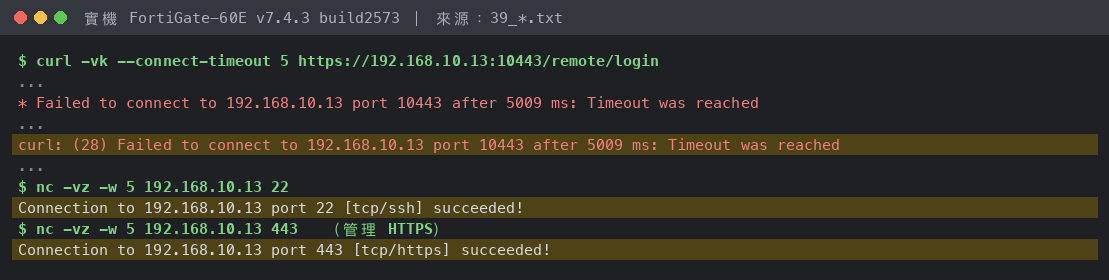 實機 FortiGate-60E v7.4.3 build2573 | 來源：39_*.txt
$ curl -vk --connect-timeout 5 https://192.168.10.13:10443/remote/login
...
* Failed to connect to 192.168.10.13 port 10443 after 5009 ms: Timeout was reached
...
curl: (28) Failed to connect to 192.168.10.13 port 10443 after 5009 ms: Timeout was reached
...
$ nc -vz -w 5 192.168.10.13 22
Connection to 192.168.10.13 port 22 [tcp/ssh] succeeded!
$ nc -vz -w 5 192.168.10.13 443 （管理 HTTPS）
Connection to 192.168.10.13 port 443 [tcp/https] succeeded!